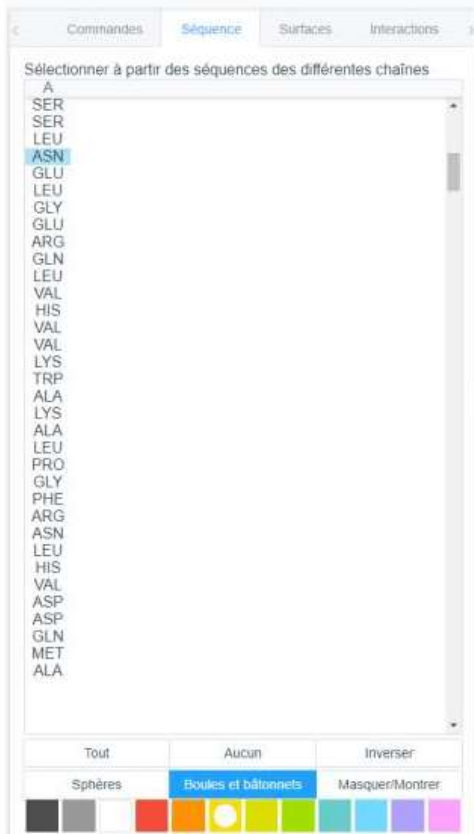 Commandes Séquence Surfaces Interactions
Sélectionner à partir des séquences des différentes chaînes
A
SER
SER
LEU
ASN
GLU
LEU
GLY
GLU
ARG
GLN
LEU
VAL
HIS
VAL
VAL
LYS
TRP
ALA
LYS
ALA
LEU
PRO
GLY
PHE
ARG
ASN
LEU
HIS
VAL
ASP
ASP
GLN
MET
ALA
Tout Aucun Inverser
Sphères Boules et bâtonnets Masquer/Montrer